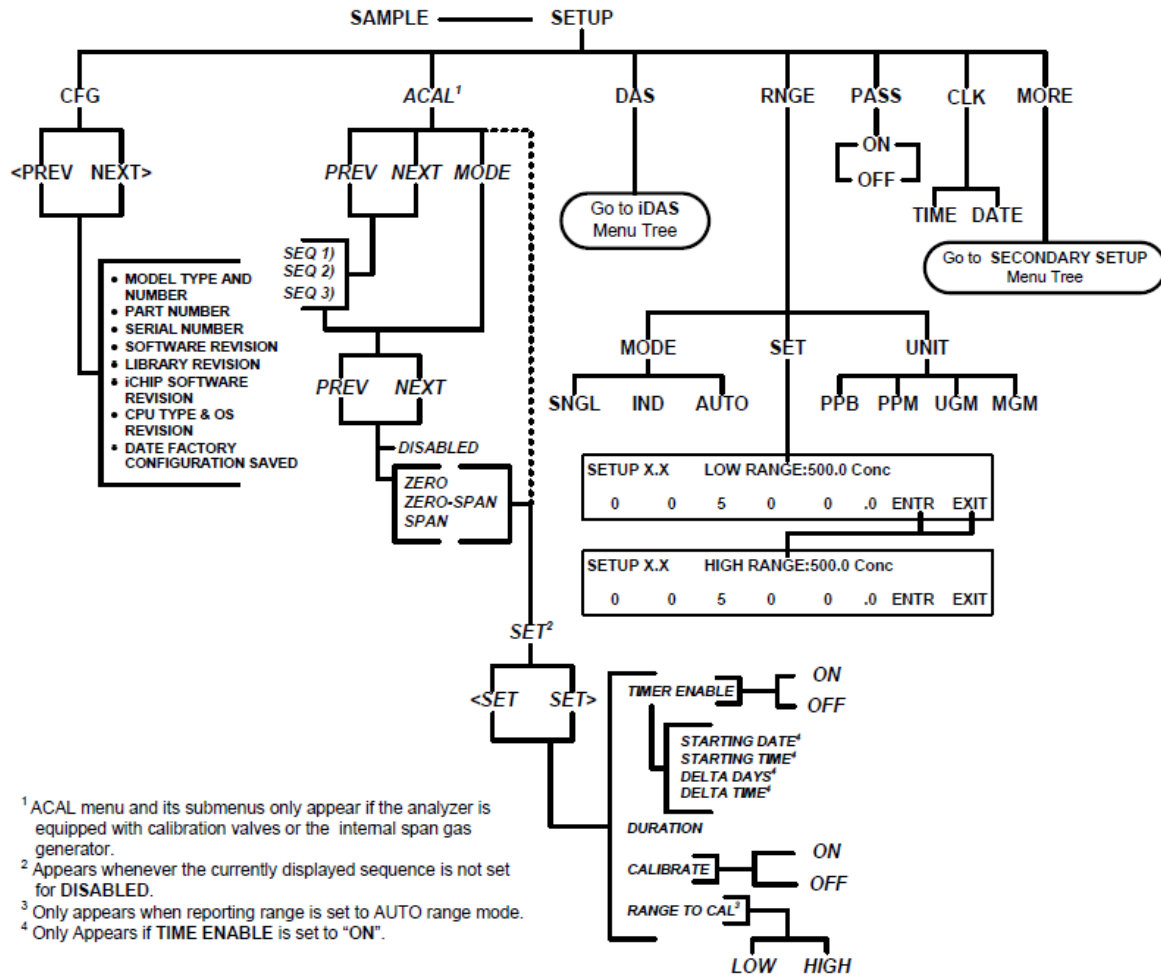 SAMPLE SETUP
CFG ACAL¹ DAS RNGE PASS CLK MORE
<PREV NEXT>
PREV NEXT MODE
ON
OFF
TIME DATE
Go to iDAS
Menu Tree
Go to SECONDARY SETUP
Menu Tree
SEQ 1)
SEQ 2)
SEQ 3)
• MODEL TYPE AND
NUMBER
• PART NUMBER
• SERIAL NUMBER
• SOFTWARE REVISION
• LIBRARY REVISION
• iCHIP SOFTWARE
REVISION
• CPU TYPE & OS
REVISION
• DATE FACTORY
CONFIGURATION SAVED
PREV NEXT
DISABLED
ZERO
ZERO-SPAN
SPAN
MODE SET UNIT
SNGL IND AUTO
PPB PPM UGM MGM
SETUP X.X LOW RANGE:500.0 Conc
0 0 5 0 0 .0 ENTR EXIT
SETUP X.X HIGH RANGE:500.0 Conc
0 0 5 0 0 .0 ENTR EXIT
SET²
<SET SET>
TIMER ENABLE
ON
OFF
STARTING DATE⁴
STARTING TIME⁴
DELTA DAYS⁴
DELTA TIME⁴
DURATION
CALIBRATE
ON
OFF
RANGE TO CAL³
LOW HIGH
¹ ACAL menu and its submenus only appear if the analyzer is
equipped with calibration valves or the internal span gas
generator.
² Appears whenever the currently displayed sequence is not set
for DISABLED.
³ Only appears when reporting range is set to AUTO range mode.
⁴ Only Appears if TIME ENABLE is set to “ON”.